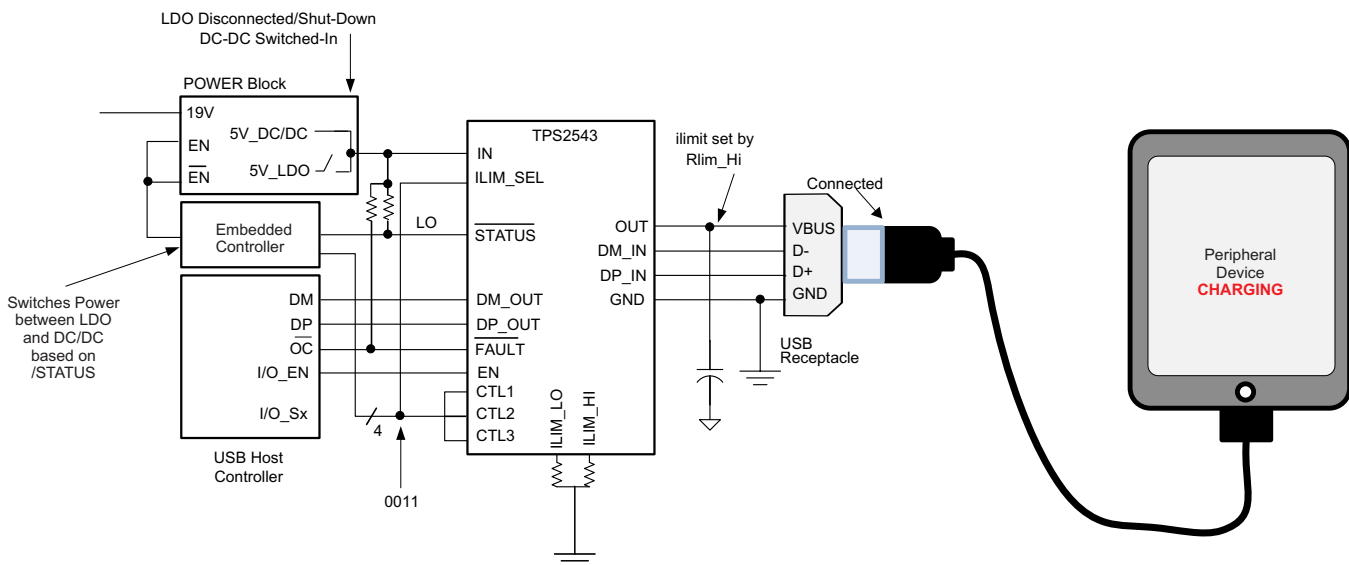 LDO Disconnected/Shut-Down
DC-DC Switched-In
POWER Block
19V
EN
EN
5V_DC/DC
5V_LDO
Embedded
Controller
LO
Switches Power
between LDO
and DC/DC
based on
/STATUS
DM
DP
OC
I/O_EN
I/O_Sx
USB Host
Controller
4
0011
TPS2543
IN
ILIM_SEL
STATUS
DM_OUT
DP_OUT
FAULT
EN
CTL1
CTL2
CTL3
ILIM_LO
ILIM_HI
OUT
DM_IN
DP_IN
GND
ilimit set by
Rlim_Hi
Connected
VBUS
D-
D+
GND
USB
Receptacle
Peripheral
Device
CHARGING